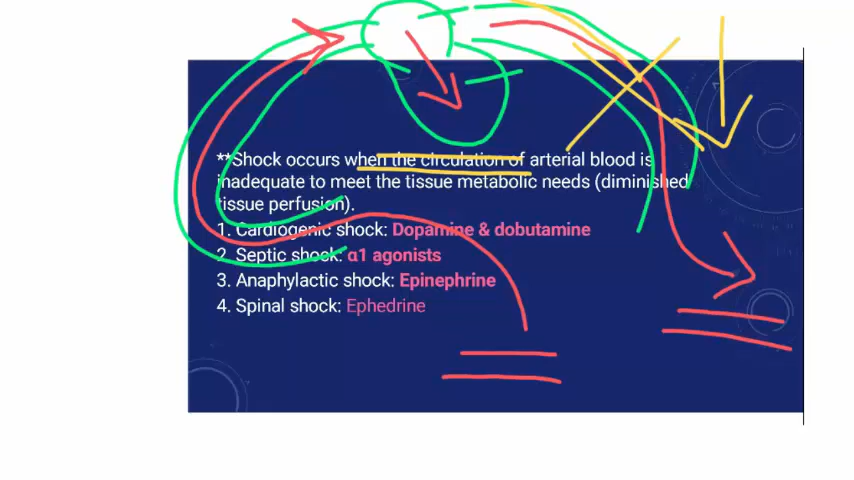 **Shock occurs when the circulation of arterial blood is
inadequate to meet the tissue metabolic needs (diminished
tissue perfusion).
1. Cardiogenic shock: Dopamine & dobutamine
2. Septic shock: α1 agonists
3. Anaphylactic shock: Epinephrine
4. Spinal shock: Ephedrine